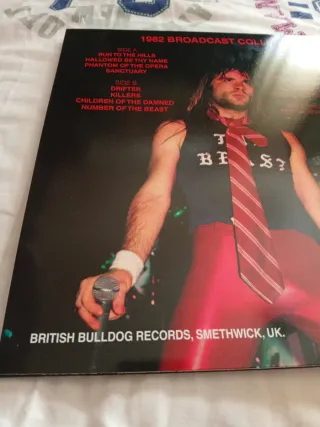 1982 BROADCAST COLL
SIDE A:
RUN TO THE HILLS
HALLOWED BE THY NAME
PHANTOM OF THE OPERA
SANCTUARY
SIDE B:
DRIFTER
KILLERS
CHILDREN OF THE DAMNED
NUMBER OF THE BEAST
BEAS
BRITISH BULLDOG RECORDS, SMETHWICK, UK.